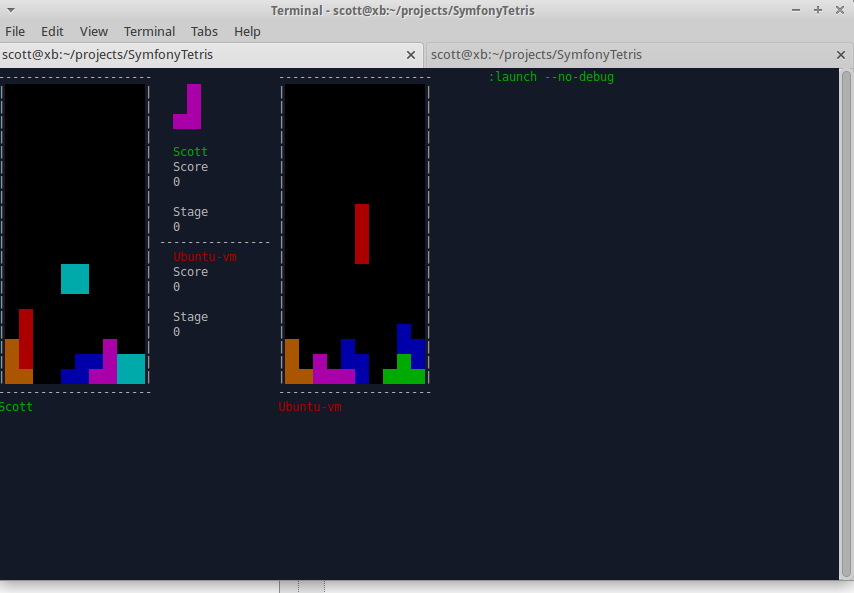 Terminal - scott@xb:~/projects/SymfonyTetris
File Edit View Terminal Tabs Help
scott@xb:~/projects/SymfonyTetris scott@xb:~/projects/SymfonyTetris
:launch --no-debug
Scott
Score
0
Stage
0
----------------
Ubuntu-vm
Score
0
Stage
0
Scott Ubuntu-vm